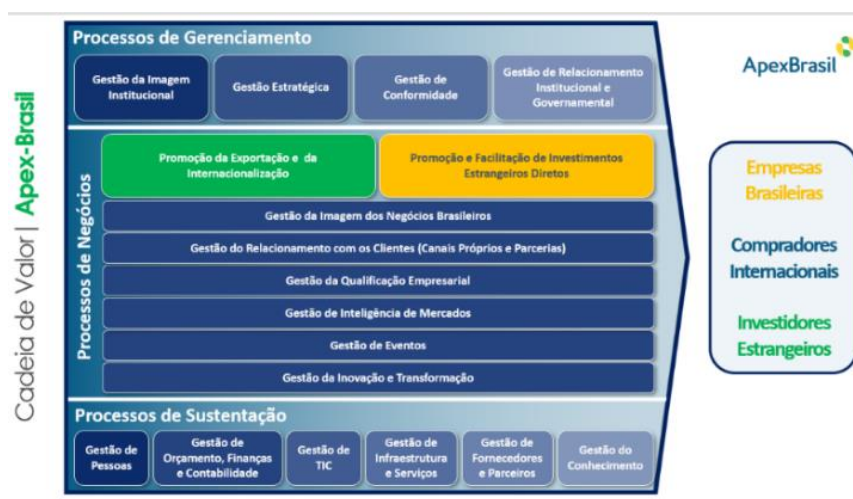 Cadeia de Valor | Apex-Brasil
Processos de Gerenciamento
Gestão da Imagem
Institucional
Gestão Estratégica
Gestão de
Conformidade
Gestão de Relacionamento
Institucional e
Governamental
Processos de Negócios
Promoção da Exportação e da
Internacionalização
Promoção e Facilitação de Investimentos
Estrangeiros Diretos
Gestão da Imagem dos Negócios Brasileiros
Gestão do Relacionamento com os Clientes (Canais Próprios e Parcerias)
Gestão da Qualificação Empresarial
Gestão de Inteligência de Mercados
Gestão de Eventos
Gestão da Inovação e Transformação
Processos de Sustentação
Gestão de
Pessoas
Gestão de
Orçamento, Finanças
e Contabilidade
Gestão de
TIC
Gestão de
Infraestrutura
e Serviços
Gestão de
Fornecedores
e Parceiros
Gestão do
Conhecimento
ApexBrasil
Empresas
Brasileiras
Compradores
Internacionais
Investidores
Estrangeiros